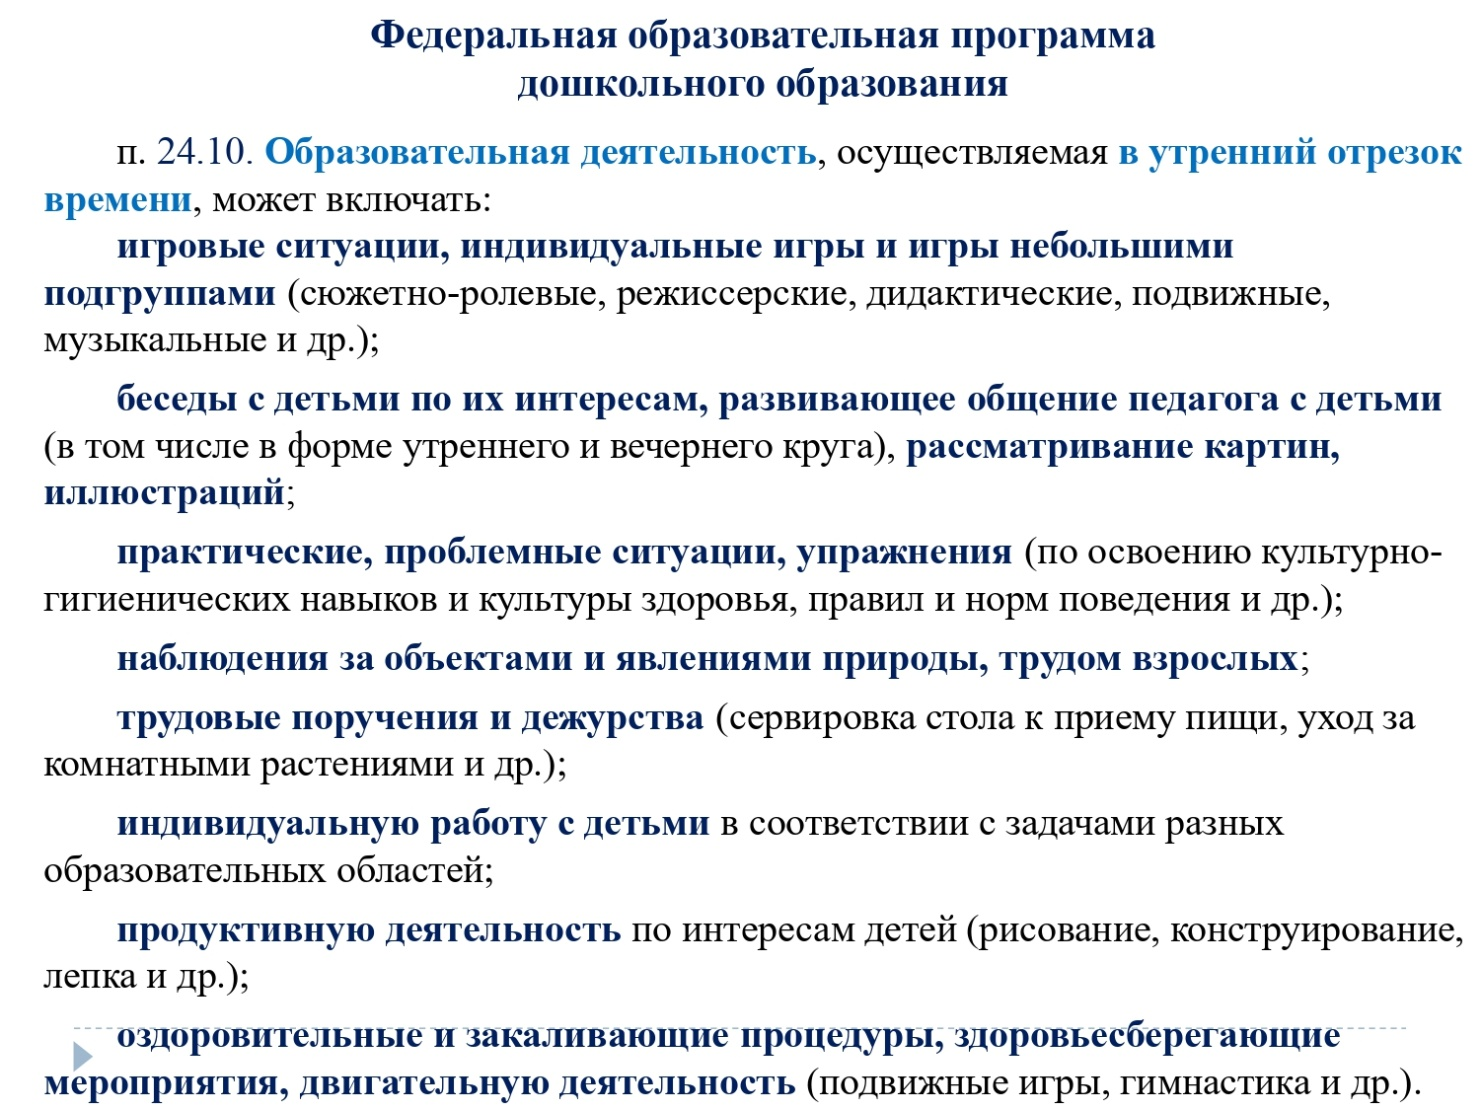 Федеральная образовательная программа
дошкольного образования
п. 24.10. Образовательная деятельность, осуществляемая в утренний отрезок
времени, может включать:
игровые ситуации, индивидуальные игры и игры небольшими
подгруппами (сюжетно-ролевые, режиссерские, дидактические, подвижные,
музыкальные и др.);
беседы с детьми по их интересам, развивающее общение педагога с детьми
(в том числе в форме утреннего и вечернего круга), рассматривание картин,
иллюстраций;
практические, проблемные ситуации, упражнения (по освоению культурно-
гигиенических навыков и культуры здоровья, правил и норм поведения и др.);
наблюдения за объектами и явлениями природы, трудом взрослых;
трудовые поручения и дежурства (сервировка стола к приему пищи, уход за
комнатными растениями и др.);
индивидуальную работу с детьми в соответствии с задачами разных
образовательных областей;
продуктивную деятельность по интересам детей (рисование, конструирование,
лепка и др.);
оздоровительные и закаливающие процедуры, здоровьесберегающие
мероприятия, двигательную деятельность (подвижные игры, гимнастика и др.).